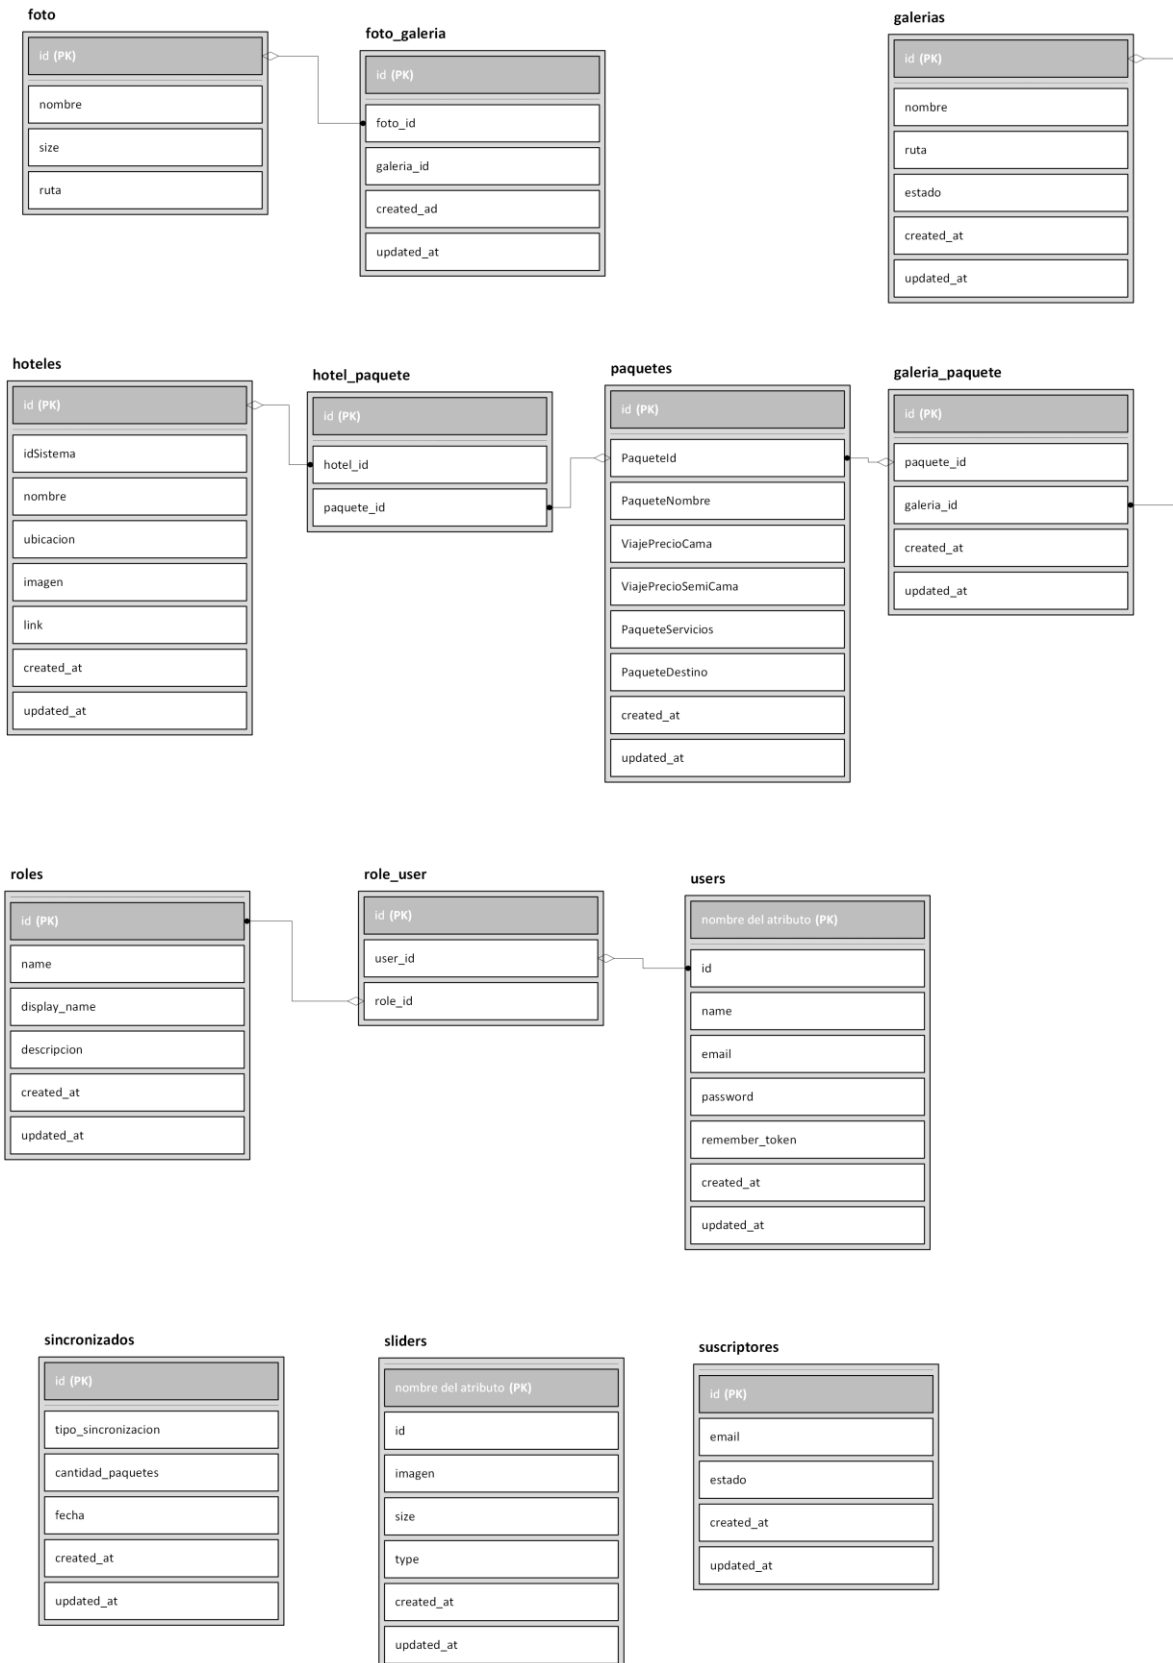 foto
id (PK)
nombre
size
ruta
foto_galeria
id (PK)
foto_id
galeria_id
created_ad
updated_at
galerias
id (PK)
nombre
ruta
estado
created_at
updated_at
hoteles
id (PK)
idSistema
nombre
ubicacion
imagen
link
created_at
updated_at
hotel_paquete
id (PK)
hotel_id
paquete_id
paquetes
id (PK)
PaqueteId
PaqueteNombre
ViajePrecioCama
ViajePrecioSemiCama
PaqueteServicios
PaqueteDestino
created_at
updated_at
galeria_paquete
id (PK)
paquete_id
galeria_id
created_at
updated_at
roles
id (PK)
name
display_name
descripcion
created_at
updated_at
role_user
id (PK)
user_id
role_id
users
nombre del atributo (PK)
id
name
email
password
remember_token
created_at
updated_at
sincronizados
id (PK)
tipo_sincronizacion
cantidad_paquetes
fecha
created_at
updated_at
sliders
nombre del atributo (PK)
id
imagen
size
type
created_at
updated_at
suscriptores
id (PK)
email
estado
created_at
updated_at